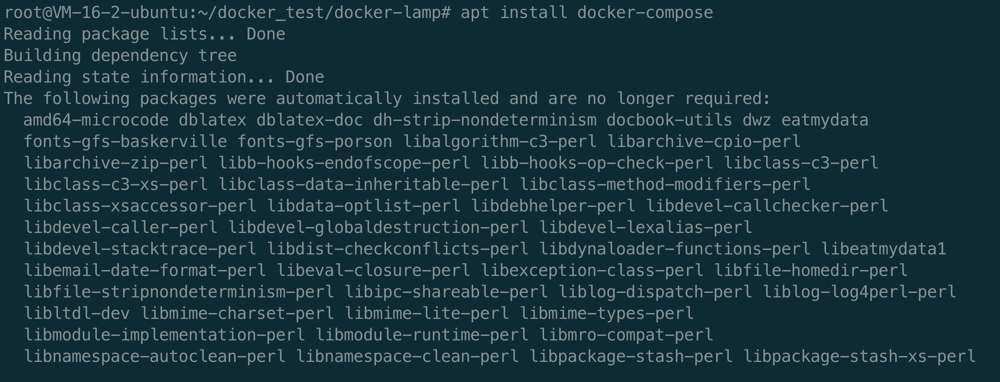 root@VM-16-2-ubuntu:~/docker_test/docker-lamp# apt install docker-compose
Reading package lists... Done
Building dependency tree
Reading state information... Done
The following packages were automatically installed and are no longer required:
  amd64-microcode dblatex dblatex-doc dh-strip-nondeterminism docbook-utils dwz eatmydata
  fonts-gfs-baskerville fonts-gfs-porson libalgorithm-c3-perl libarchive-cpio-perl
  libarchive-zip-perl libb-hooks-endofscope-perl libb-hooks-op-check-perl libclass-c3-perl
  libclass-c3-xs-perl libclass-data-inheritable-perl libclass-method-modifiers-perl
  libclass-xsaccessor-perl libdata-optlist-perl libdebhelper-perl libdevel-callchecker-perl
  libdevel-caller-perl libdevel-globaldestruction-perl libdevel-lexalias-perl
  libdevel-stacktrace-perl libdist-checkconflicts-perl libdynaloader-functions-perl libeatmydata1
  libemail-date-format-perl libeval-closure-perl libexception-class-perl libfile-homedir-perl
  libfile-stripnondeterminism-perl libipc-shareable-perl liblog-dispatch-perl liblog-log4perl-perl
  libltdl-dev libmime-charset-perl libmime-lite-perl libmime-types-perl
  libmodule-implementation-perl libmodule-runtime-perl libmro-compat-perl
  libnamespace-autoclean-perl libnamespace-clean-perl libpackage-stash-perl libpackage-stash-xs-perl